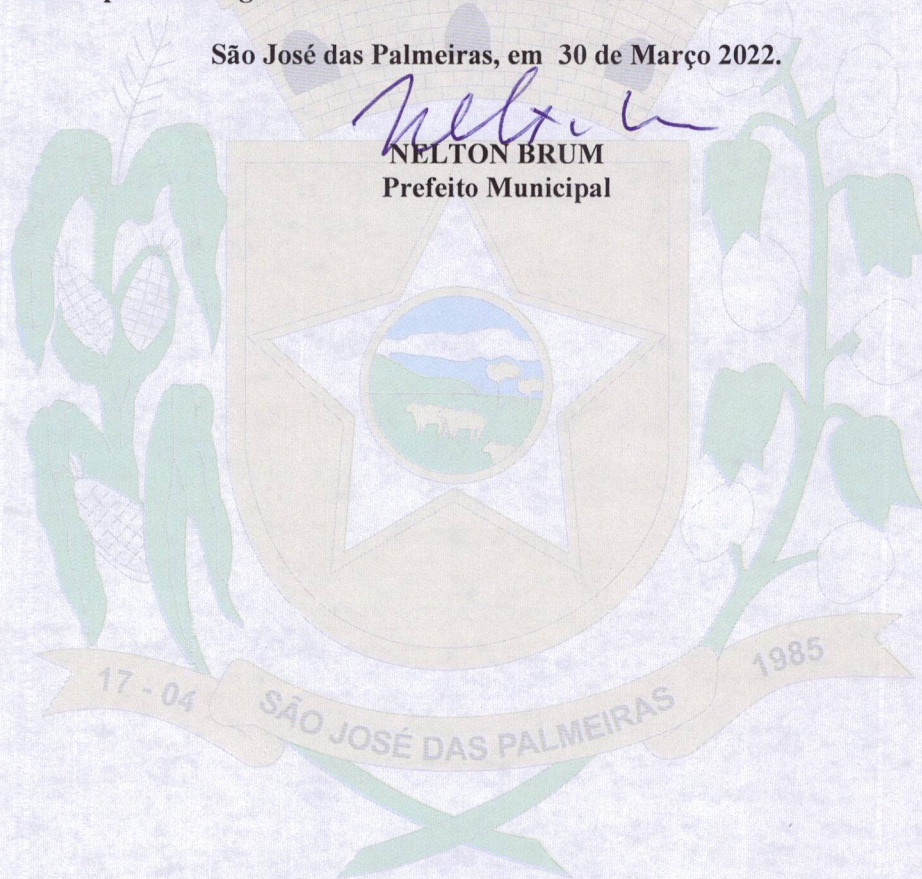 São José das Palmeiras, em 30 de Março 2022.
NELTON BRUM
Prefeito Municipal
17 - 04
SÃO JOSÉ DAS PALMEIRAS
1985